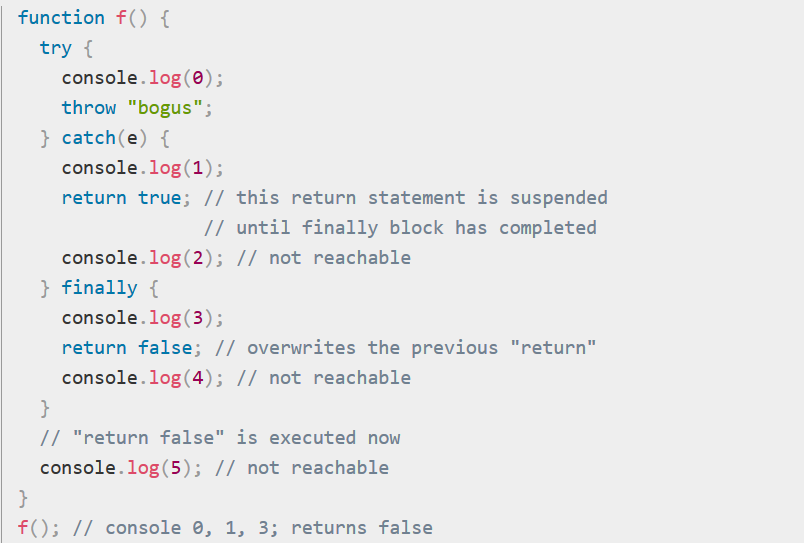 function f() {
  try {
    console.log(0);
    throw "bogus";
  } catch(e) {
    console.log(1);
    return true; // this return statement is suspended
                 // until finally block has completed
    console.log(2); // not reachable
  } finally {
    console.log(3);
    return false; // overwrites the previous "return"
    console.log(4); // not reachable
  }
  // "return false" is executed now
  console.log(5); // not reachable
}
f(); // console 0, 1, 3; returns false